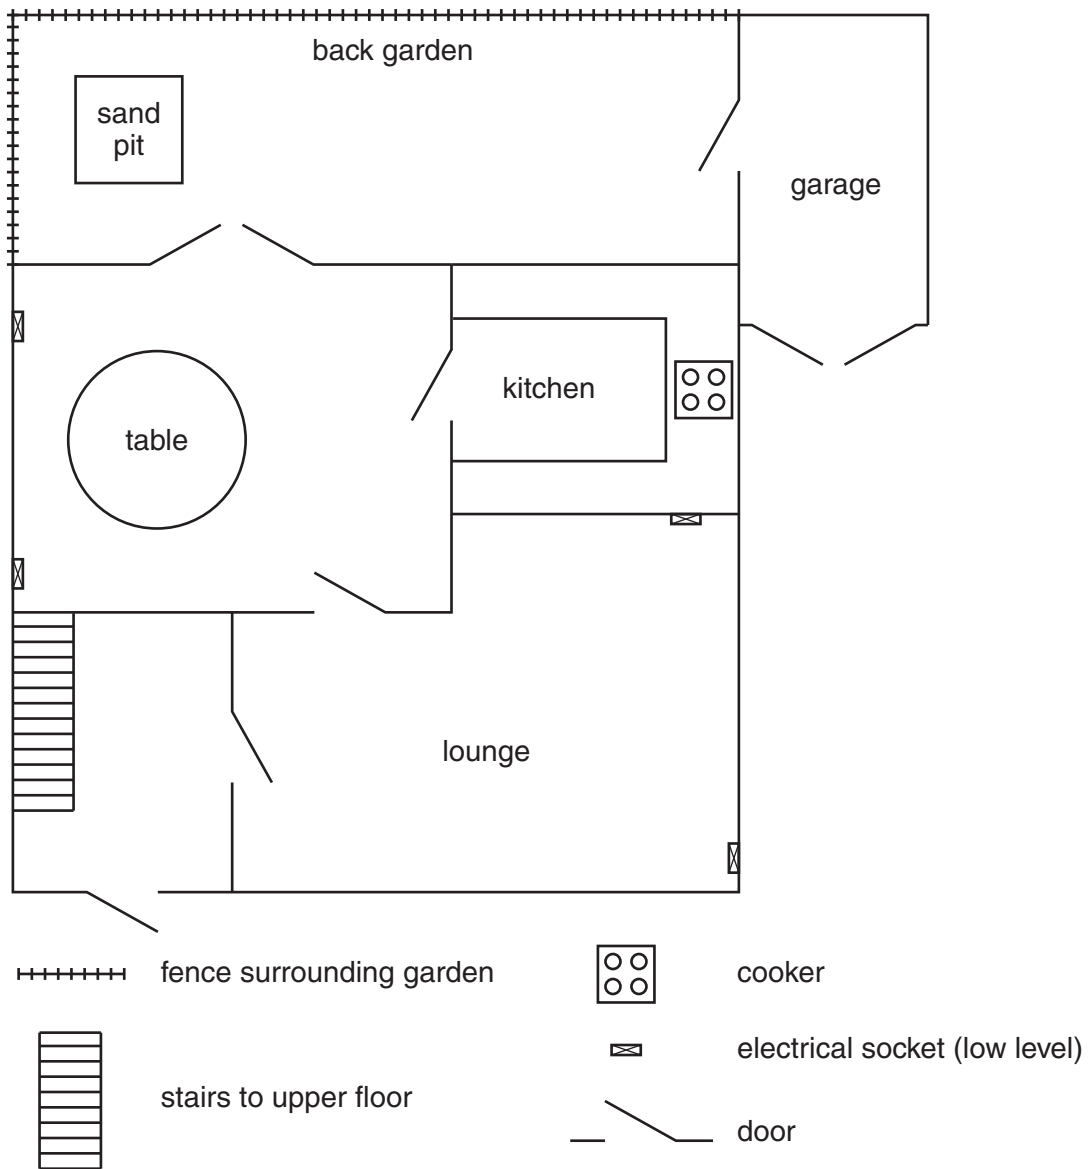 back garden
sand
pit
garage
kitchen
table
lounge
fence surrounding garden
cooker
electrical socket (low level)
stairs to upper floor
door